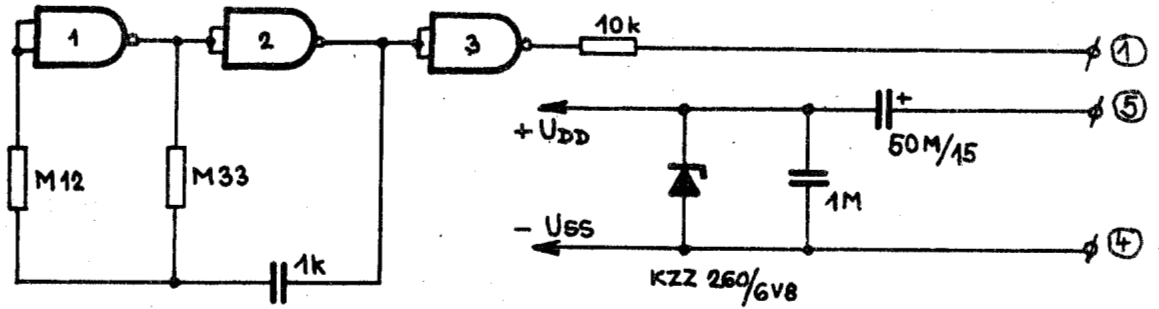 1
2
3
10k
1
M12
M33
1k
+ UDD
50M/15
5
1M
- USS
4
KZZ 260/6V8
+